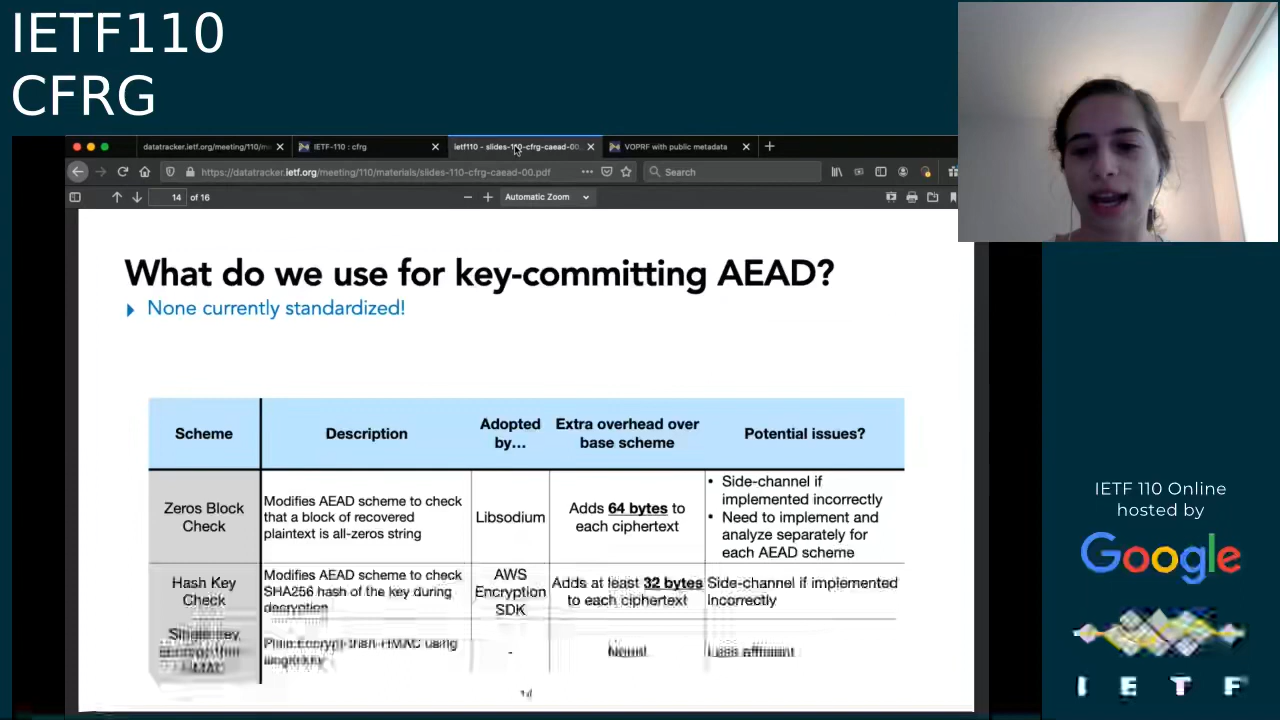 IETF110
CFRG
datatracker.ietf.org/meeting/110/m
IETF-110 : cfrg
ietf110 - slides-110-cfrg-caead-00.
VOPRF with public metadata
https://datatracker.ietf.org/meeting/110/materials/slides-110-cfrg-caead-00.pdf
Search
14 of 16
Automatic Zoom
What do we use for key-committing AEAD?
None currently standardized!
Scheme
Description
Adopted
by...
Extra overhead over
base scheme
Potential issues?
Zeros Block
Check
Modifies AEAD scheme to check
that a block of recovered
plaintext is all-zeros string
Libsodium
Adds 64 bytes to
each ciphertext
• Side-channel if
implemented incorrectly
• Need to implement and
analyze separately for
each AEAD scheme
Hash Key
Check
Modifies AEAD scheme to check
SHA256 hash of the key during
decryption
AWS
Encryption
SDK
Adds at least 32 bytes
to each ciphertext
Side-channel if implemented
incorrectly
-
14
IETF 110 Online
hosted by
Google
I E T F